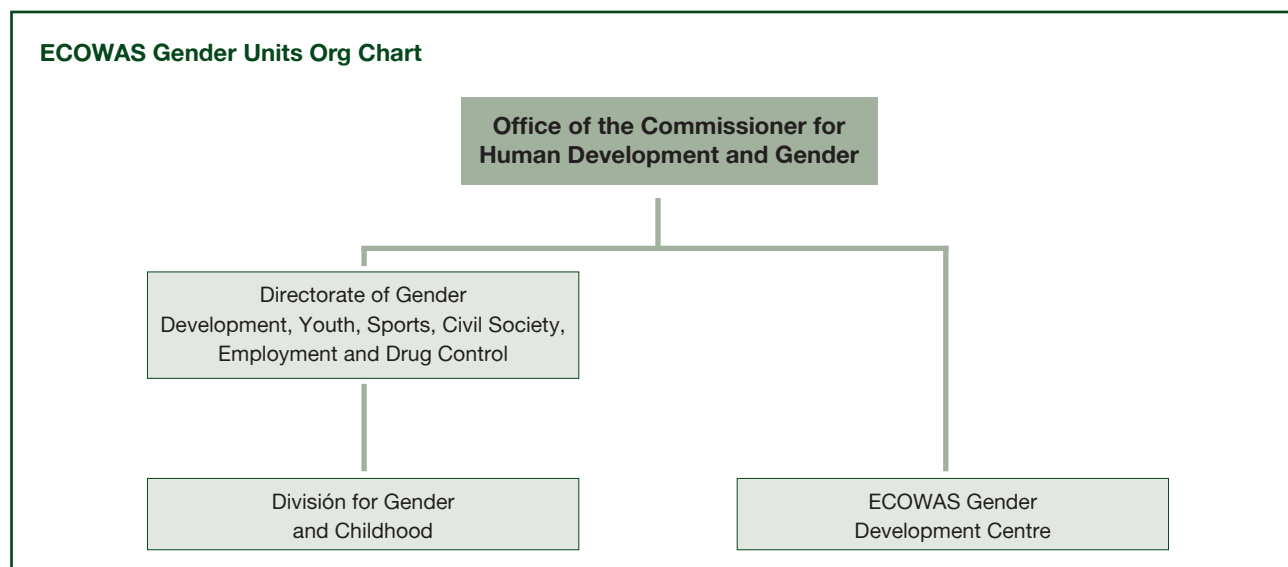 ECOWAS Gender Units Org Chart
Office of the Commissioner for
Human Development and Gender
Directorate of Gender
Development, Youth, Sports, Civil Society,
Employment and Drug Control
División for Gender
and Childhood
ECOWAS Gender
Development Centre